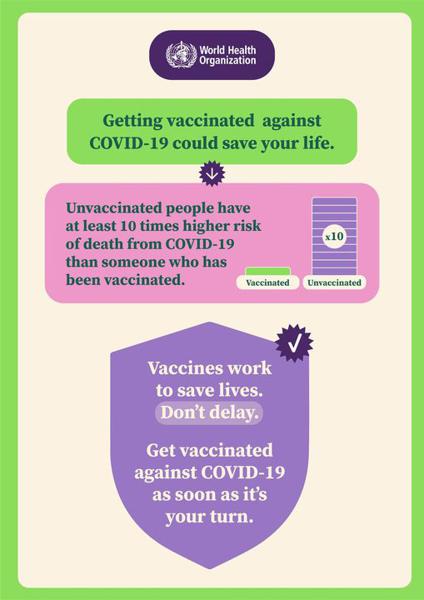 World Health
Organization
Getting vaccinated against
COVID-19 could save your life.
Unvaccinated people have
at least 10 times higher risk
of death from COVID-19
than someone who has
been vaccinated.
x10
Vaccinated
Unvaccinated
Vaccines work
to save lives.
Don't delay.
Get vaccinated
against COVID-19
as soon as it's
your turn.